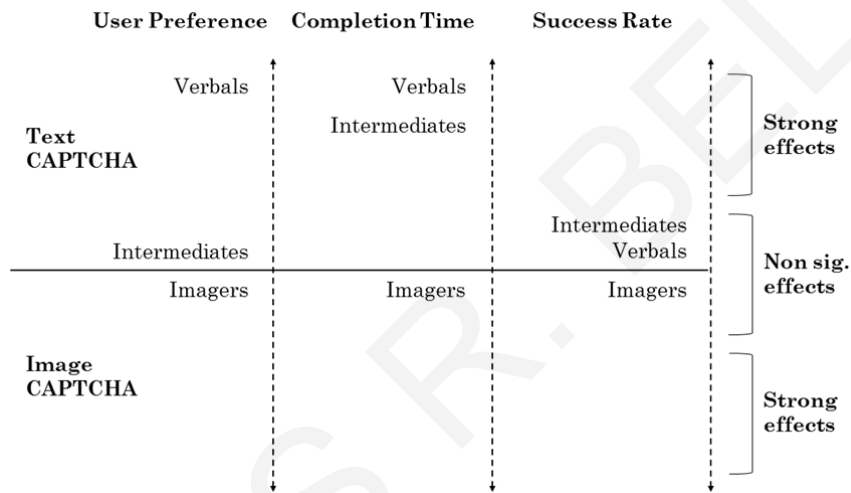 User Preference Completion Time Success Rate
Verbals Verbals
Intermediates
Text
CAPTCHA
Strong
effects
Intermediates
Intermediates Verbals
Non sig.
effects
Imagers Imagers Imagers
Image
CAPTCHA
Strong
effects
S R. BEL